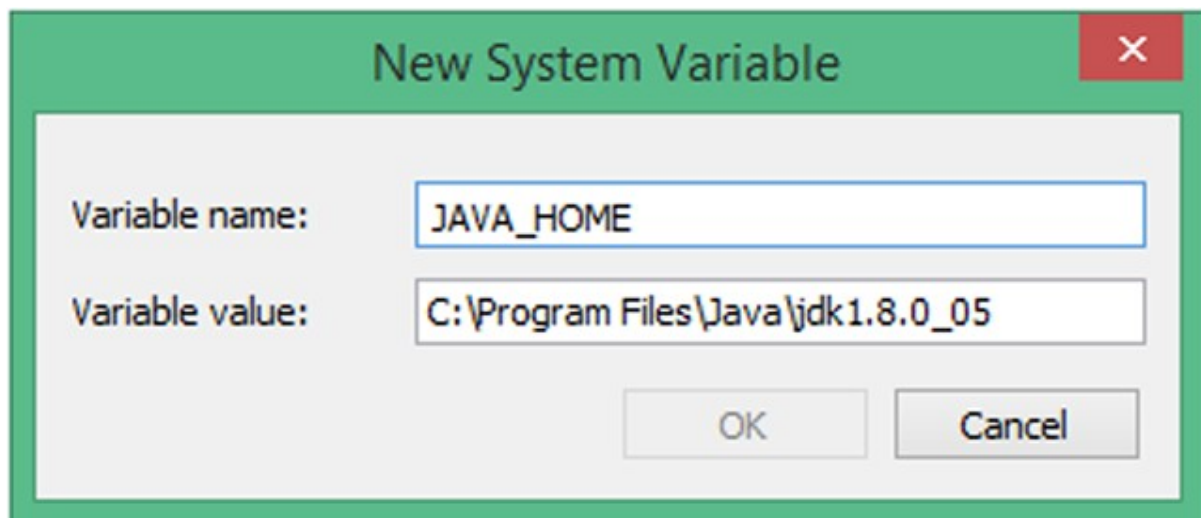 New System Variable
Variable name: JAVA_HOME
Variable value: C:\Program Files\Java\jdk1.8.0_05
OK Cancel